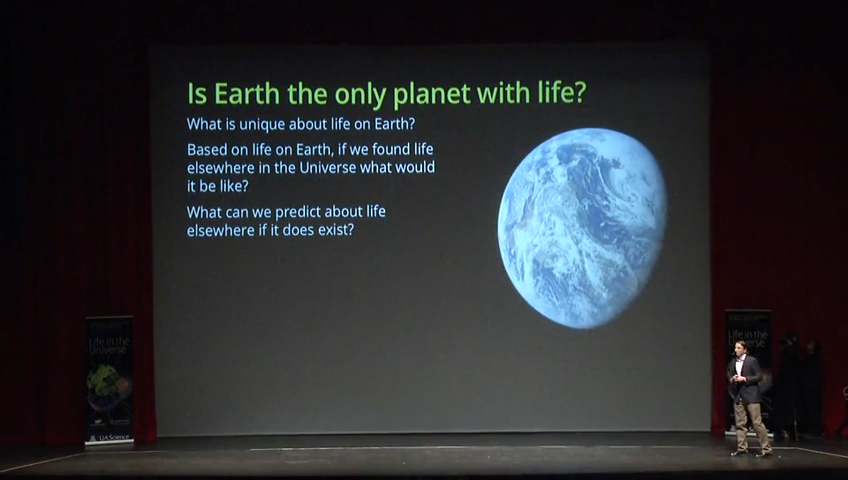 Is Earth the only planet with life?
What is unique about life on Earth?
Based on life on Earth, if we found life
elsewhere in the Universe what would
it be like?
What can we predict about life
elsewhere if it does exist?
Life in the
Universe
UA Science
Life in the
Universe